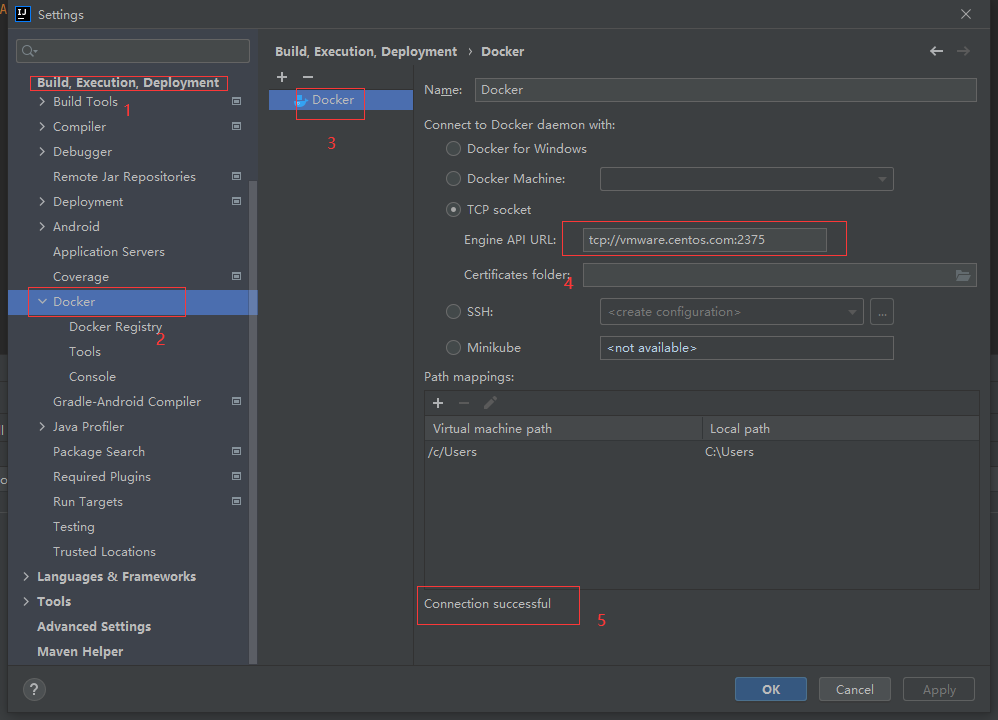 Settings
Build, Execution, Deployment
1
Build Tools
Compiler
Debugger
Remote Jar Repositories
Deployment
Android
Application Servers
Coverage
Docker
Docker Registry
2
Tools
Console
Gradle-Android Compiler
Java Profiler
Package Search
Required Plugins
Run Targets
Testing
Trusted Locations
Languages & Frameworks
Tools
Advanced Settings
Maven Helper
Build, Execution, Deployment › Docker
Docker
3
Name: Docker
Connect to Docker daemon with:
Docker for Windows
Docker Machine:
TCP socket
Engine API URL: tcp://vmware.centos.com:2375
Certificates folder:
4
SSH: <create configuration> ...
Minikube <not available>
Path mappings:
Virtual machine path Local path
/c/Users C:\Users
Connection successful
5
? OK Cancel Apply